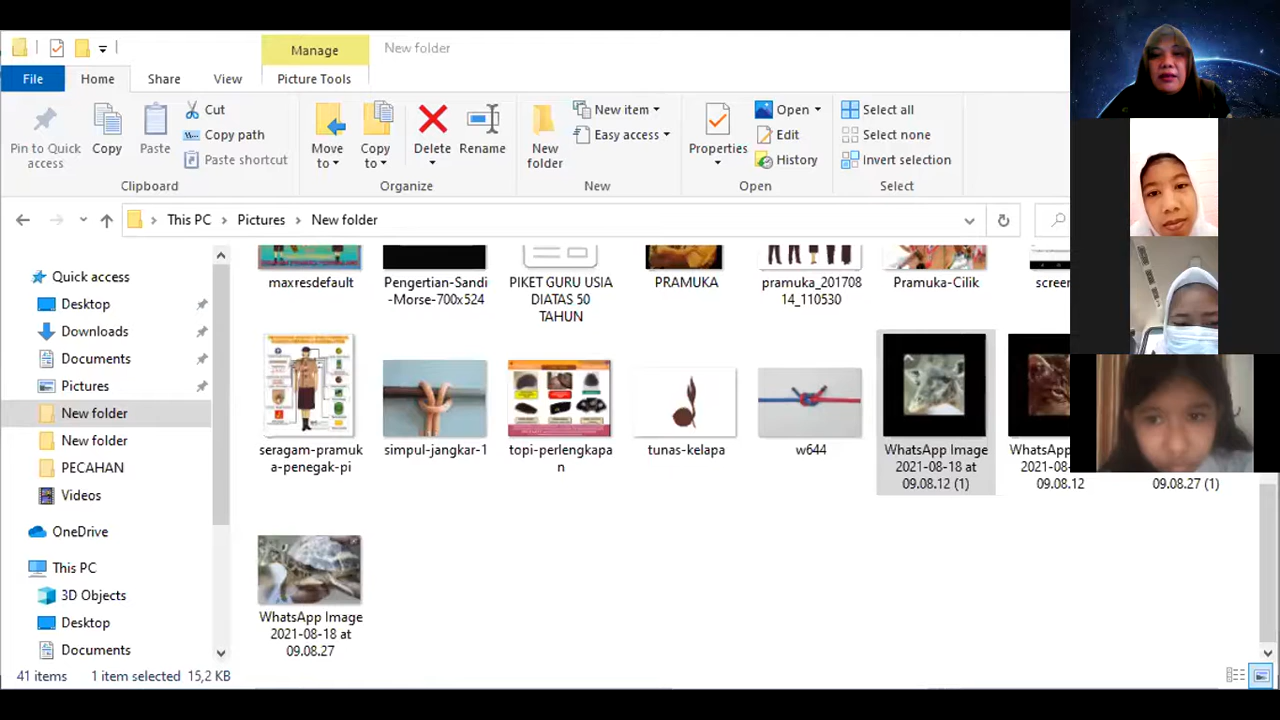 Manage
New folder
File
Home
Share
View
Picture Tools
Pin to Quick access
Copy
Paste
Cut
Copy path
Paste shortcut
Clipboard
Move to
Copy to
Delete
Rename
Organize
New folder
New item
Easy access
New
Properties
Open
Edit
History
Open
Select all
Select none
Invert selection
Select
This PC
Pictures
New folder
Quick access
Desktop
Downloads
Documents
Pictures
New folder
New folder
PECAHAN
Videos
OneDrive
This PC
3D Objects
Desktop
Documents
maxresdefault
Pengertian-Sandi
-Morse-700x524
PIKET GURU USIA
DIATAS 50
TAHUN
PRAMUKA
pramuka_201708
14_110530
Pramuka-Cilik
screen
seragam-pramuk
a-penegak-pi
simpul-jangkar-1
topi-perlengkapa
n
tunas-kelapa
w644
WhatsApp Image
2021-08-18 at
09.08.12 (1)
WhatsApp
2021-08-
09.08.12
09.08.27 (1)
WhatsApp Image
2021-08-18 at
09.08.27
41 items
1 item selected 15,2 KB